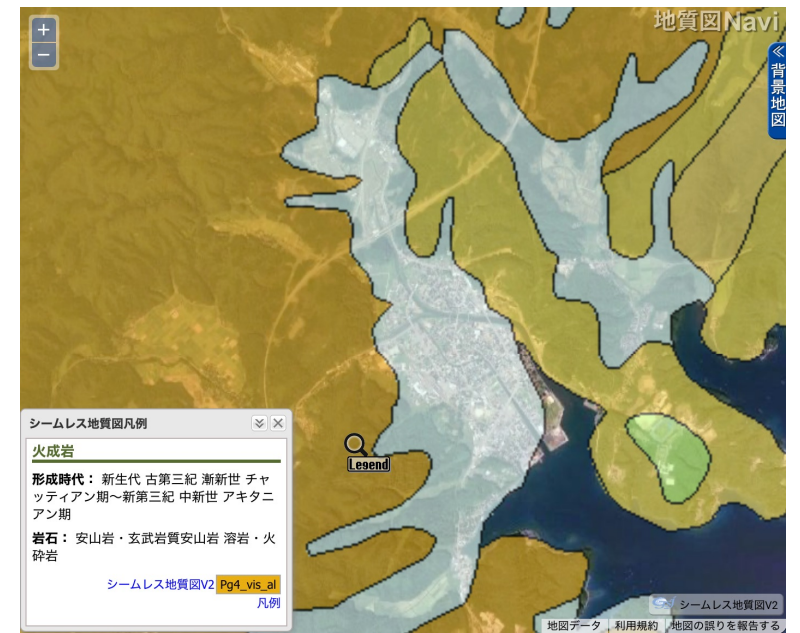 +
地質図Navi
−
≪背景地図
シームレス地質図凡例
火成岩
形成時代： 新生代 古第三紀 漸新世 チャ
ッティアン期〜新第三紀 中新世 アキタニ
アン期
岩石： 安山岩・玄武岩質安山岩 溶岩・火
砕岩
シームレス地質図V2 Pg4_vis_al
凡例
Legend
シームレス地質図V2
地図データ 利用規約 地図の誤りを報告する